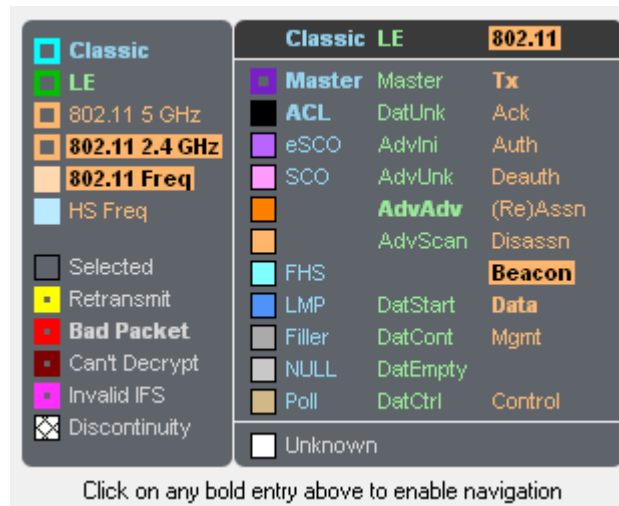 Classic
LE
802.11 5 GHz
802.11 2.4 GHz
802.11 Freq
HS Freq
Selected
Retransmit
Bad Packet
Can't Decrypt
Invalid IFS
Discontinuity
Classic LE 802.11
Master Master Tx
ACL DatUnk Ack
eSCO AdvIni Auth
SCO AdvUnk Deauth
AdvAdv (Re)Assn
AdvScan Disassn
FHS Beacon
LMP DatStart Data
Filler DatCont Mgmt
NULL DatEmpty
Poll DatCtrl Control
Unknown
Click on any bold entry above to enable navigation